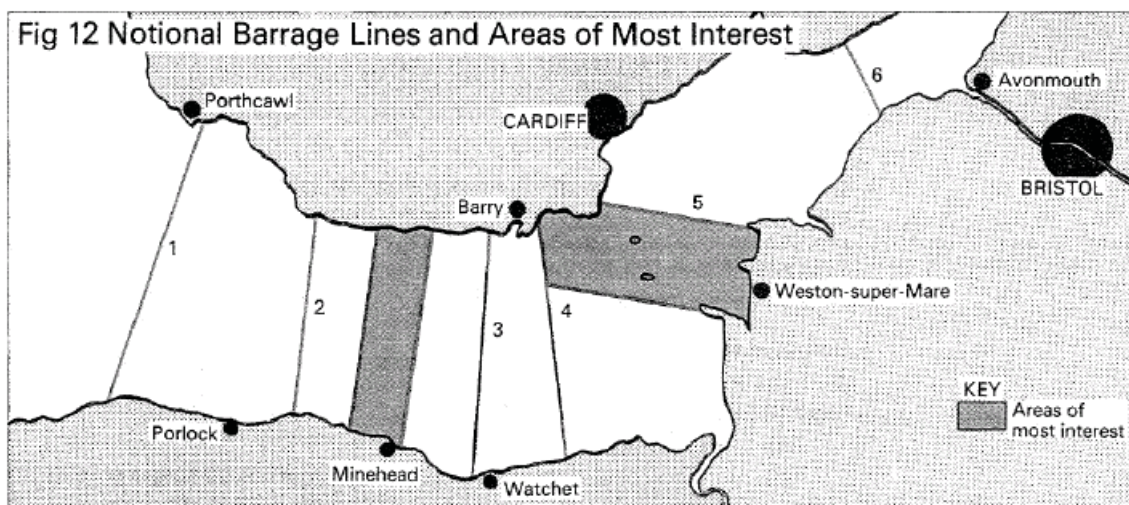 Fig 12 Notional Barrage Lines and Areas of Most Interest
Porthcawl
CARDIFF
6
Avonmouth
BRISTOL
Barry
5
1
2
3
4
Weston-super-Mare
KEY
Areas of
most interest
Porlock
Minehead
Watchet